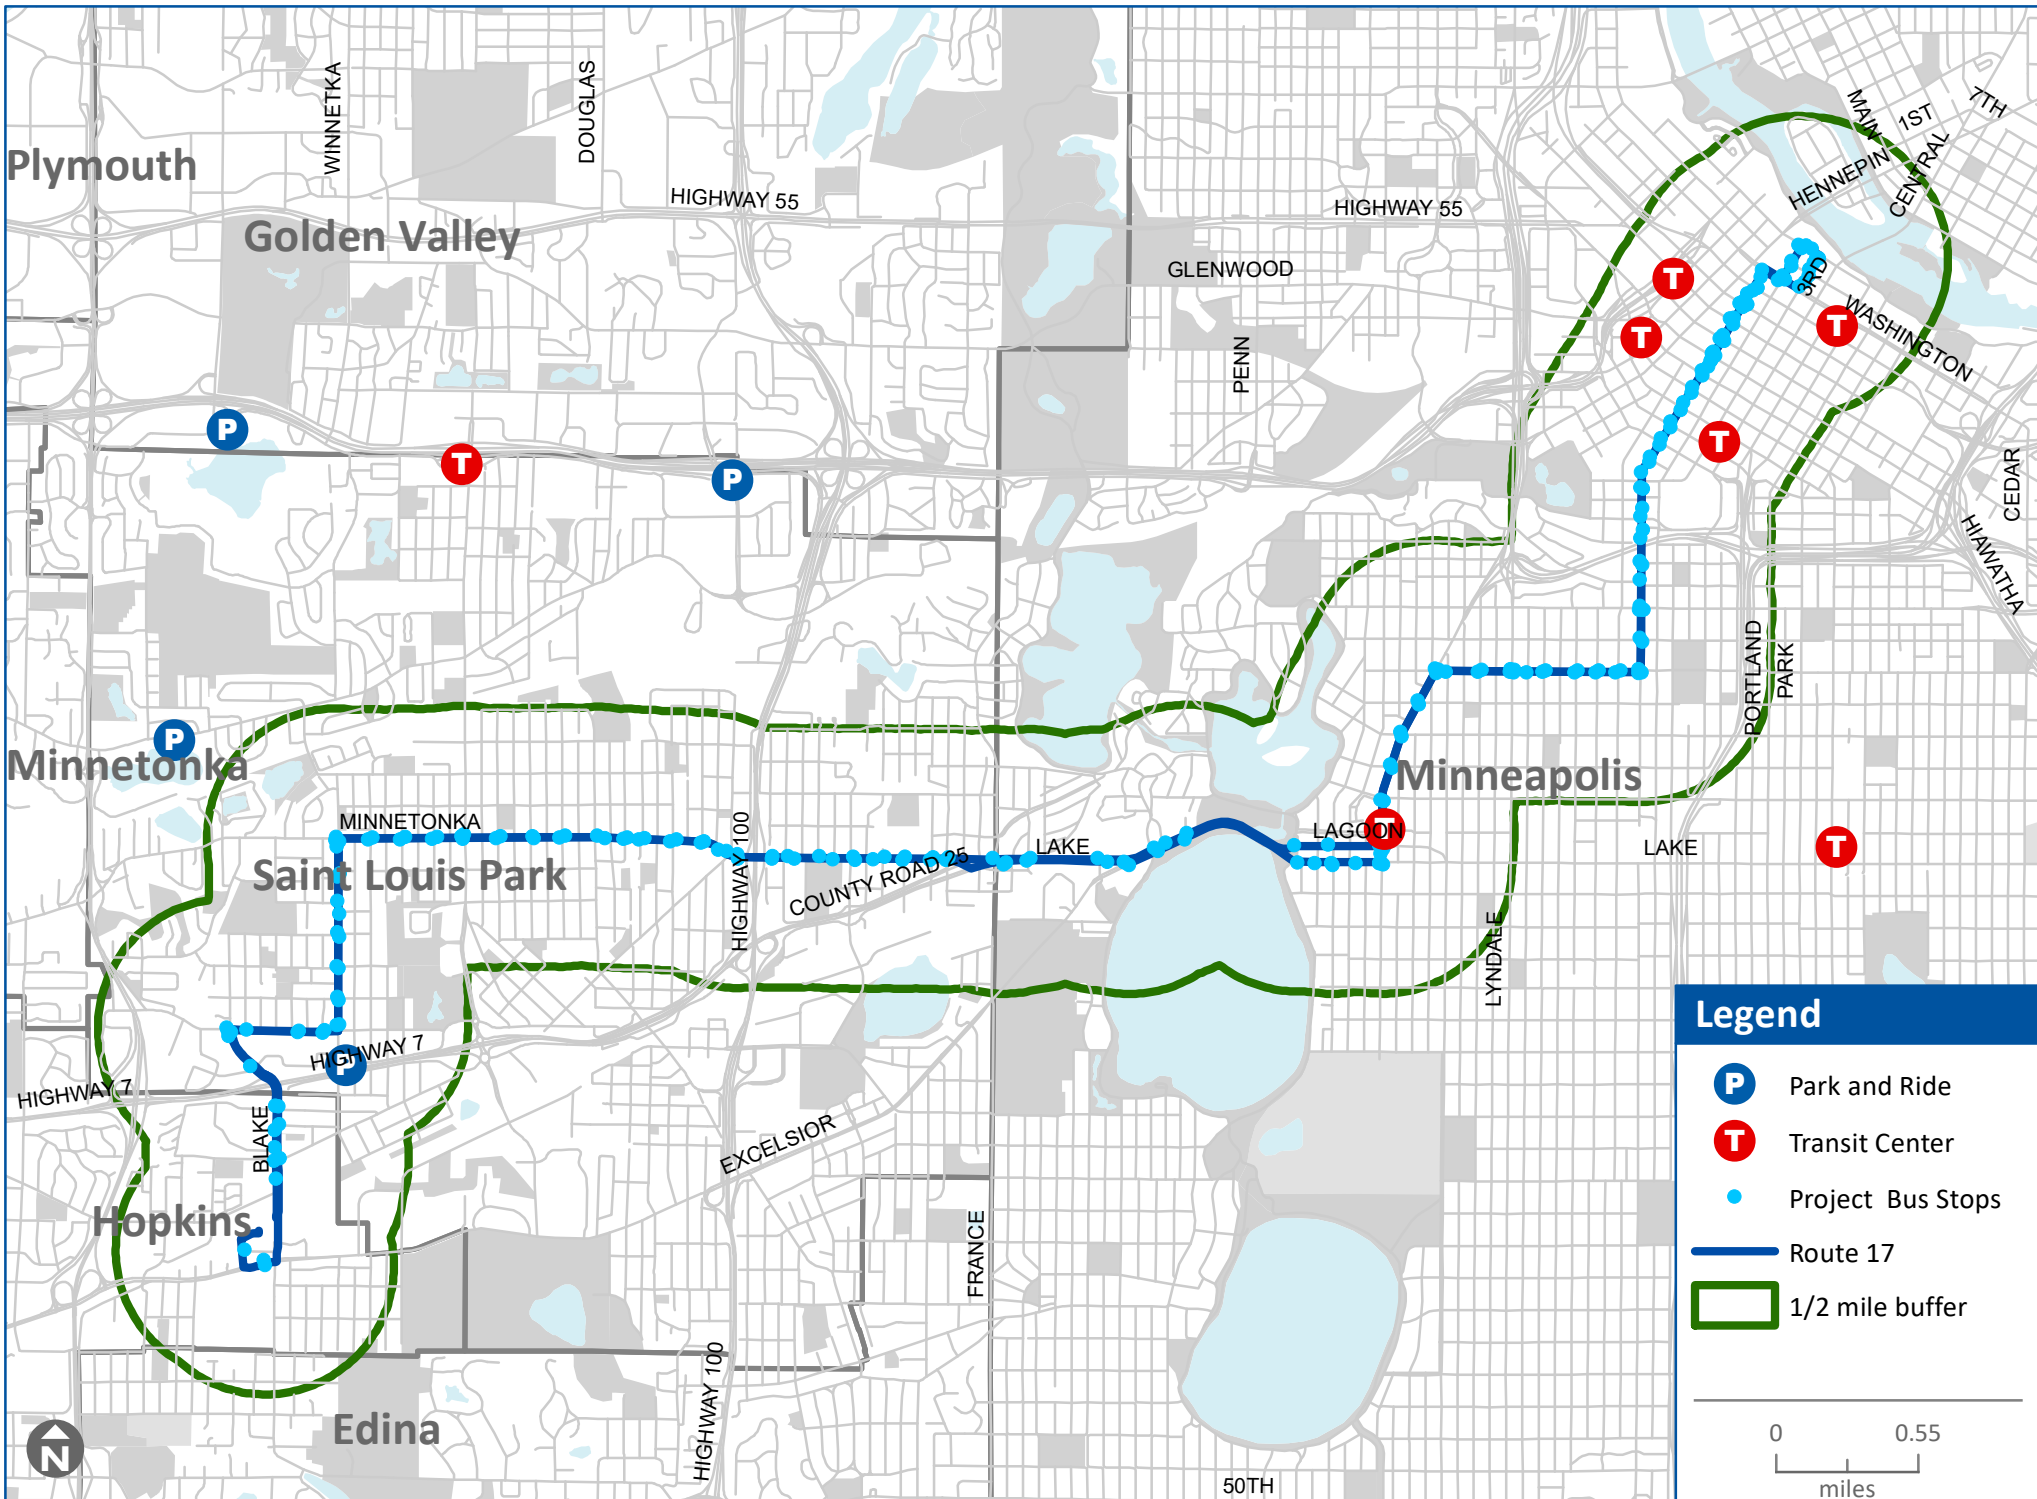 WINNETKA
DOUGLAS
MAIN
1ST
7TH
Plymouth
HENNEPIN
CENTRAL
HIGHWAY 55
HIGHWAY 55
Golden Valley
GLENWOOD
3RD
T
T
T
WASHINGTON
PENN
P
T
P
T
CEDAR
HIAWATHA
PORTLAND
PARK
P
Minnetonka
Minneapolis
MINNETONKA
HIGHWAY 100
LAKE
LAGOON
T
LAKE
T
Saint Louis Park
COUNTY ROAD 25
LYNDALE
HIGHWAY 7
P
HIGHWAY 7
BLAKE
EXCELSIOR
Hopkins
FRANCE
HIGHWAY 100
Edina
N
50TH
Legend
P Park and Ride
T Transit Center
Project Bus Stops
Route 17
1/2 mile buffer
0 0.55
miles